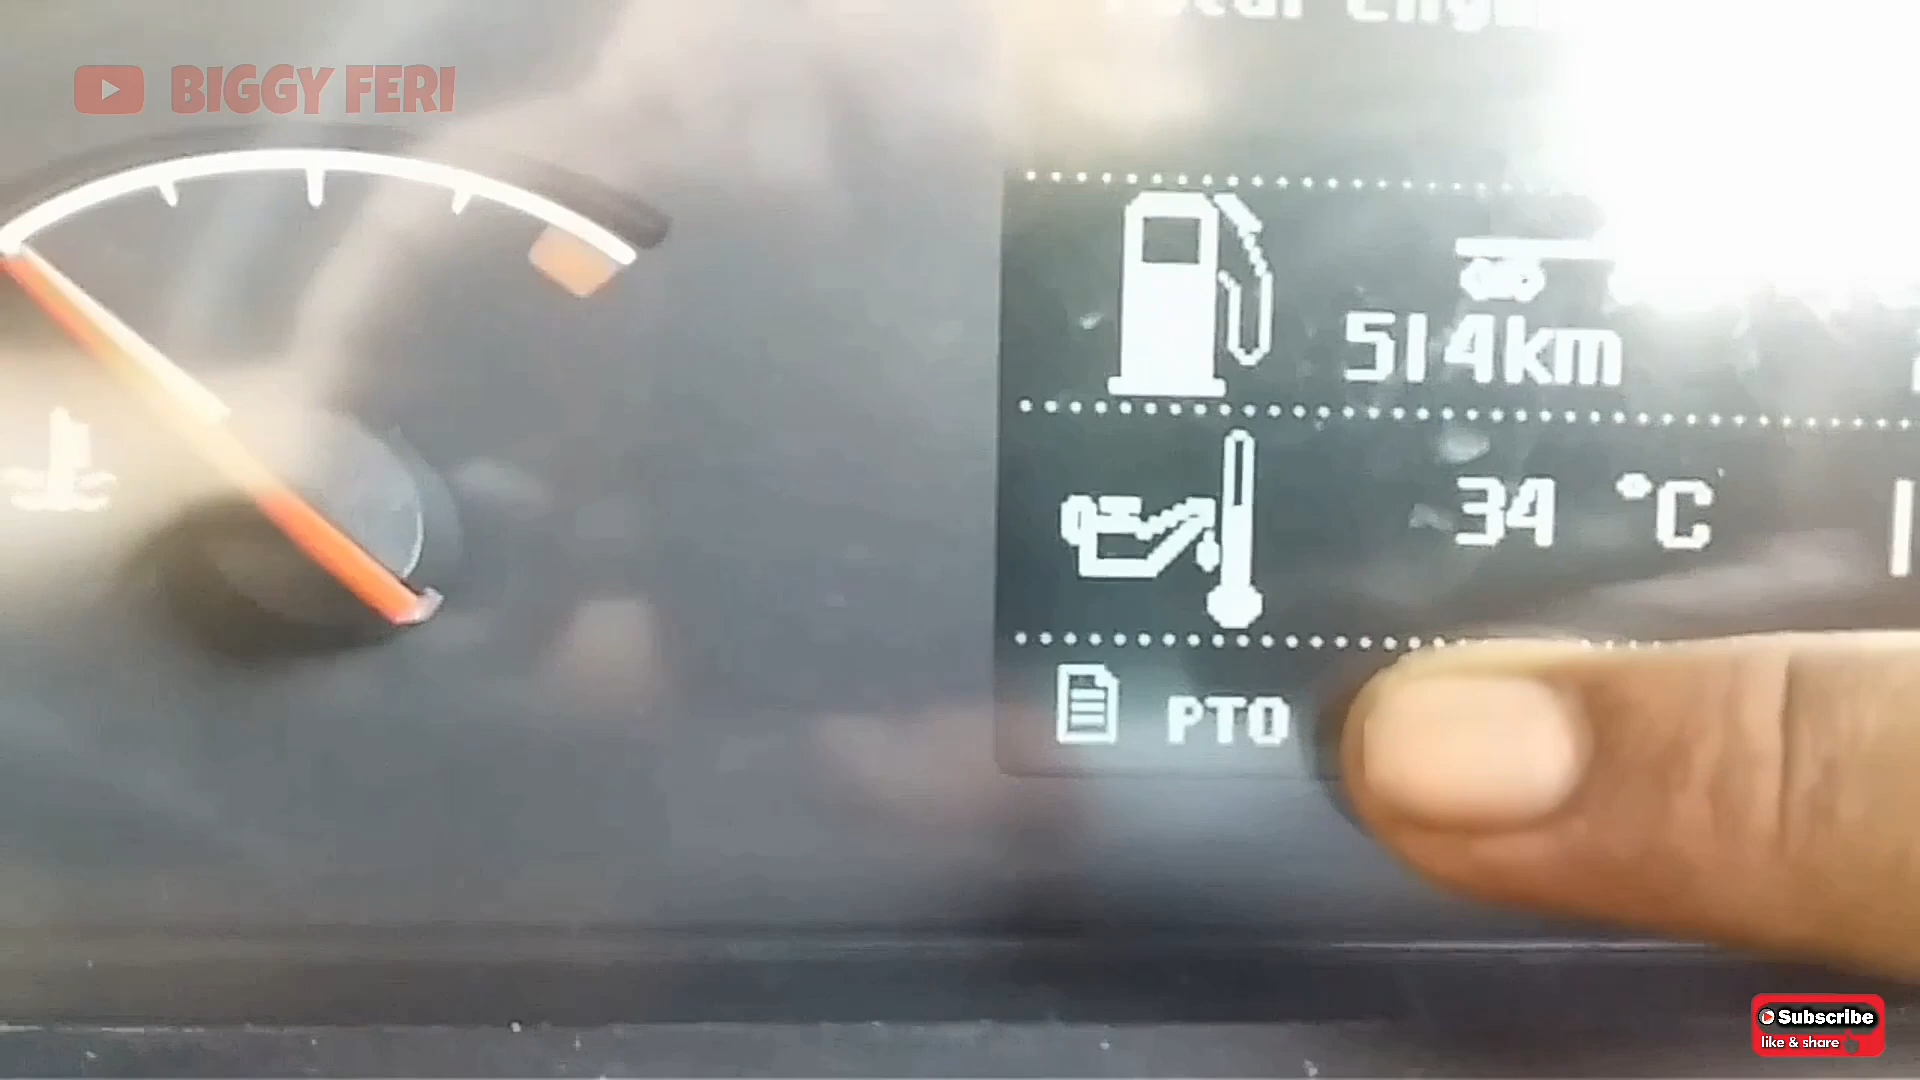 BIGGY FERI
514km
34 °C
PTO
Subscribe
like & share